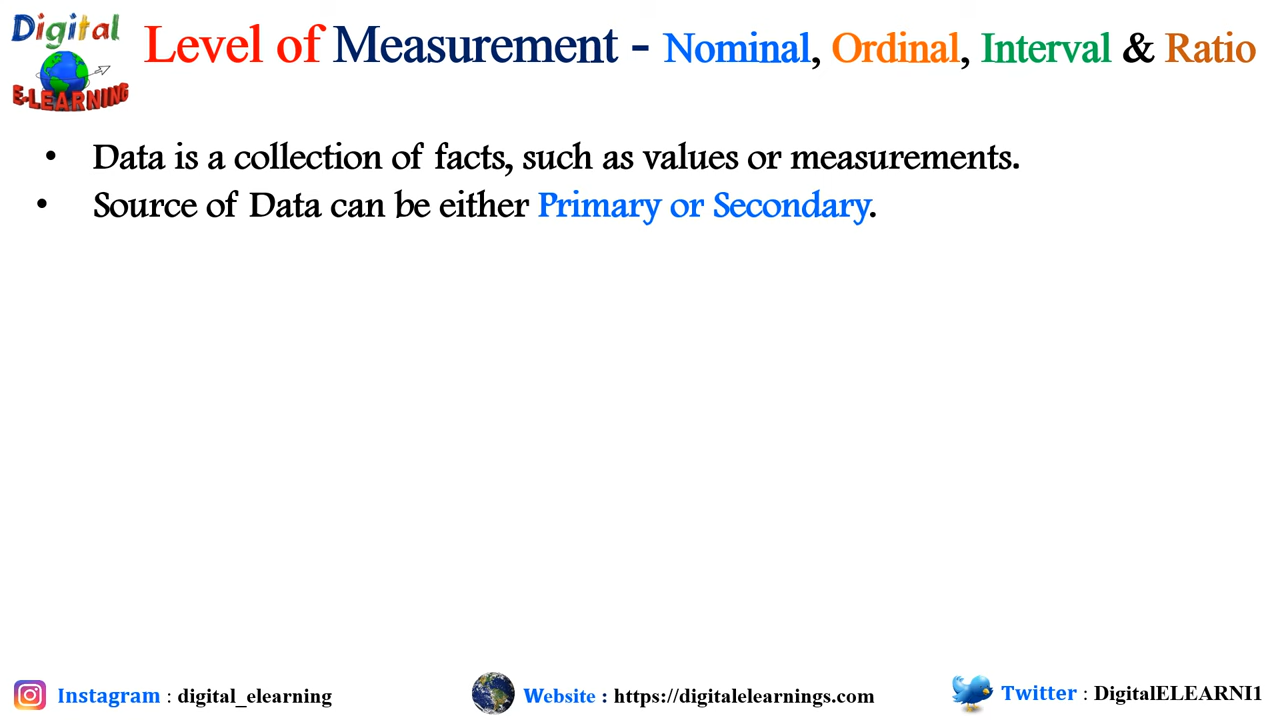 Digital
E-LEARNING
Level of Measurement - Nominal, Ordinal, Interval & Ratio
• Data is a collection of facts, such as values or measurements.
• Source of Data can be either Primary or Secondary.
Instagram : digital_elearning
Website : https://digitalelearnings.com
Twitter : DigitalELEARNI1